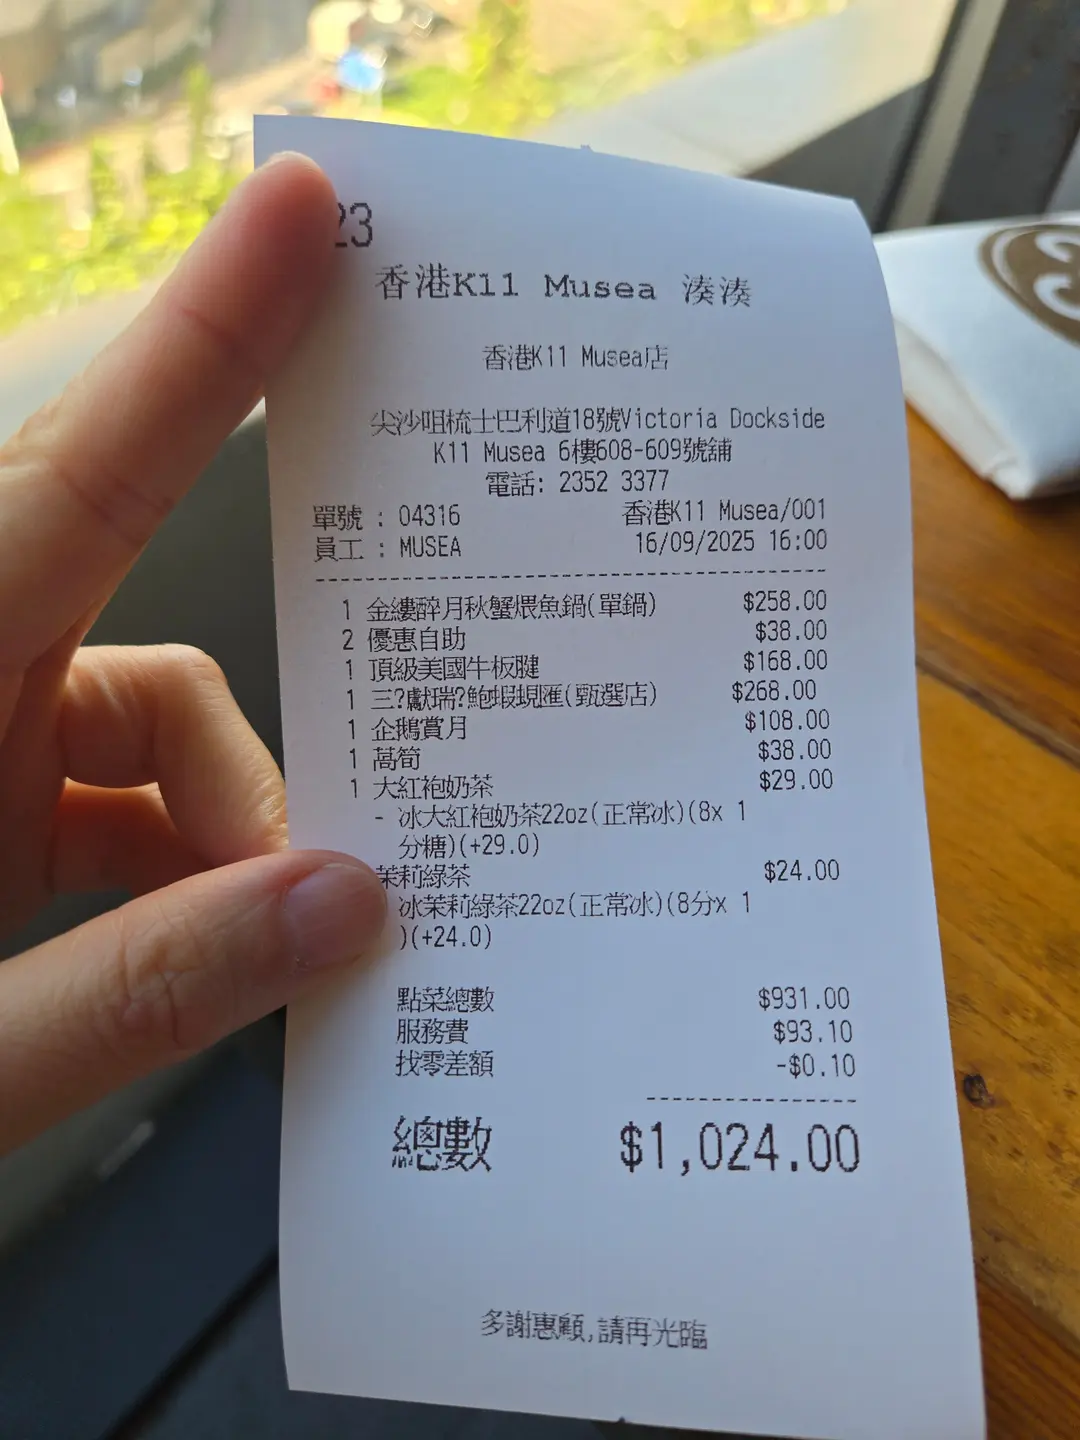 23
香港K11 Musea 湊湊
香港K11 Musea店
尖沙咀梳士巴利道18號Victoria Dockside
K11 Musea 6樓608-609號舖
電話: 2352 3377
單號 : 04316 香港K11 Musea/001
員工 : MUSEA 16/09/2025 16:00
1 金縷醉月秋蟹煨魚鍋(單鍋) $258.00
2 優惠自助 $38.00
1 頂級美國牛板腱 $168.00
1 三?獻瑞?鮑蝦蜆匯(甄選店) $268.00
1 企鵝賞月 $108.00
1 萵筍 $38.00
1 大紅袍奶茶 $29.00
- 冰大紅袍奶茶22oz(正常冰)(8x 1
分糖)(+29.0)
茉莉綠茶 $24.00
冰茉莉綠茶22oz(正常冰)(8分x 1
)(+24.0)
點菜總數 $931.00
服務費 $93.10
找零差額 -$0.10
總數 $1,024.00
多謝惠顧,請再光臨